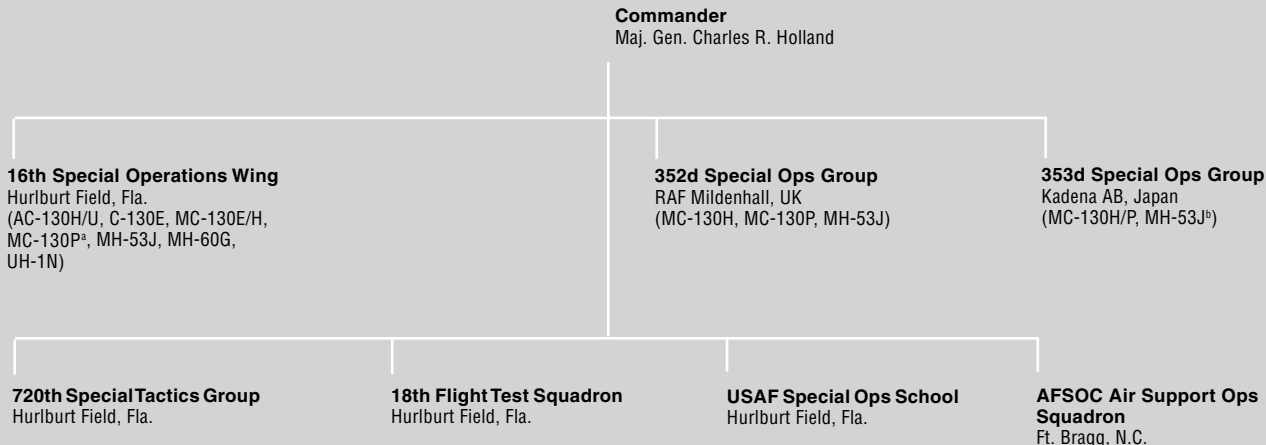 Commander
Maj. Gen. Charles R. Holland
16th Special Operations Wing
Hurlburt Field, Fla.
(AC-130H/U, C-130E, MC-130E/H,
MC-130Pᵃ, MH-53J, MH-60G,
UH-1N)
352d Special Ops Group
RAF Mildenhall, UK
(MC-130H, MC-130P, MH-53J)
353d Special Ops Group
Kadena AB, Japan
(MC-130H/P, MH-53Jᵇ)
720th Special Tactics Group
Hurlburt Field, Fla.
18th Flight Test Squadron
Hurlburt Field, Fla.
USAF Special Ops School
Hurlburt Field, Fla.
AFSOC Air Support Ops
Squadron
Ft. Bragg, N.C.